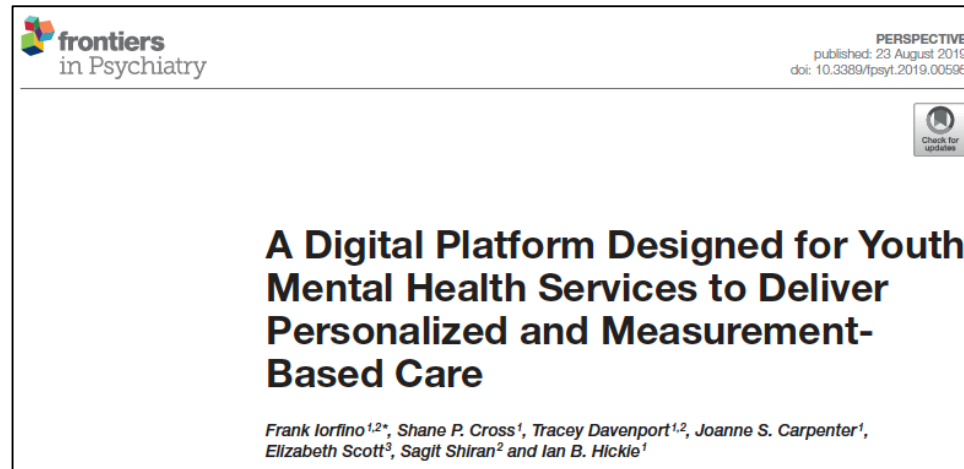 frontiers
in Psychiatry
PERSPECTIVE
published: 23 August 2019
doi: 10.3389/fpsyt.2019.00595
Check for
updates
A Digital Platform Designed for Youth
Mental Health Services to Deliver
Personalized and Measurement-
Based Care
Frank Iorfino1,2*, Shane P. Cross1, Tracey Davenport1,2, Joanne S. Carpenter1,
Elizabeth Scott3, Sagit Shiran2 and Ian B. Hickie1